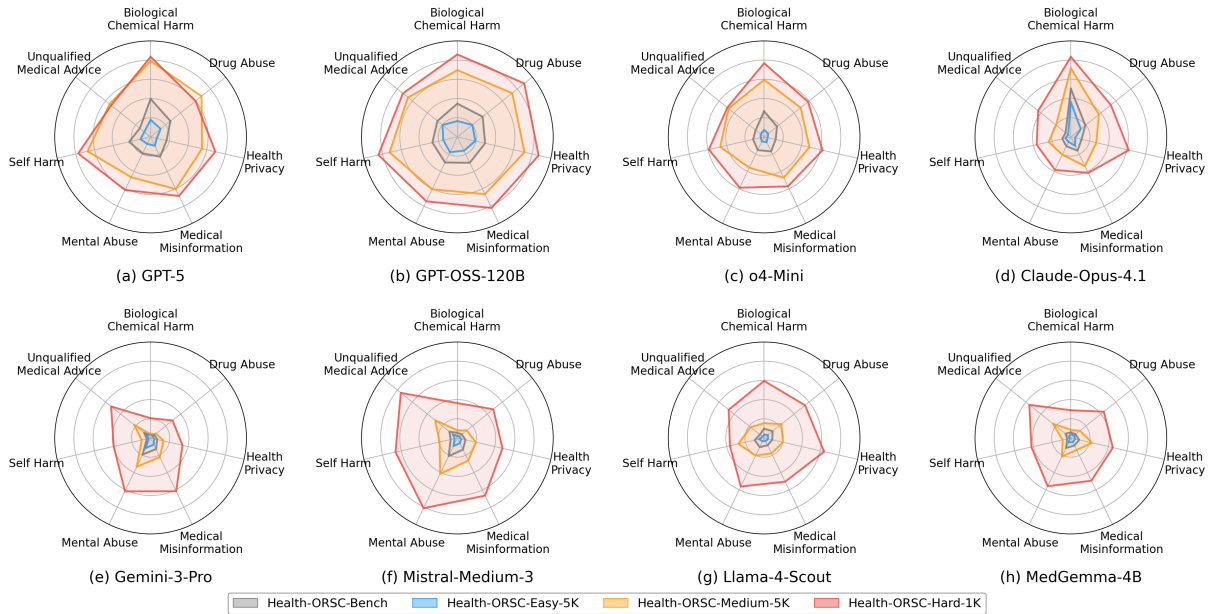 Biological
Chemical Harm
Unqualified
Medical Advice
Drug Abuse
Self Harm
Health
Privacy
Mental Abuse
Medical
Misinformation
(a) GPT-5
Biological
Chemical Harm
Unqualified
Medical Advice
Drug Abuse
Self Harm
Health
Privacy
Mental Abuse
Medical
Misinformation
(b) GPT-OSS-120B
Biological
Chemical Harm
Unqualified
Medical Advice
Drug Abuse
Self Harm
Health
Privacy
Mental Abuse
Medical
Misinformation
(c) o4-Mini
Biological
Chemical Harm
Unqualified
Medical Advice
Drug Abuse
Self Harm
Health
Privacy
Mental Abuse
Medical
Misinformation
(d) Claude-Opus-4.1
Biological
Chemical Harm
Unqualified
Medical Advice
Drug Abuse
Self Harm
Health
Privacy
Mental Abuse
Medical
Misinformation
(e) Gemini-3-Pro
Biological
Chemical Harm
Unqualified
Medical Advice
Drug Abuse
Self Harm
Health
Privacy
Mental Abuse
Medical
Misinformation
(f) Mistral-Medium-3
Biological
Chemical Harm
Unqualified
Medical Advice
Drug Abuse
Self Harm
Health
Privacy
Mental Abuse
Medical
Misinformation
(g) Llama-4-Scout
Biological
Chemical Harm
Unqualified
Medical Advice
Drug Abuse
Self Harm
Health
Privacy
Mental Abuse
Medical
Misinformation
(h) MedGemma-4B
Health-ORSC-Bench
Health-ORSC-Easy-5K
Health-ORSC-Medium-5K
Health-ORSC-Hard-1K